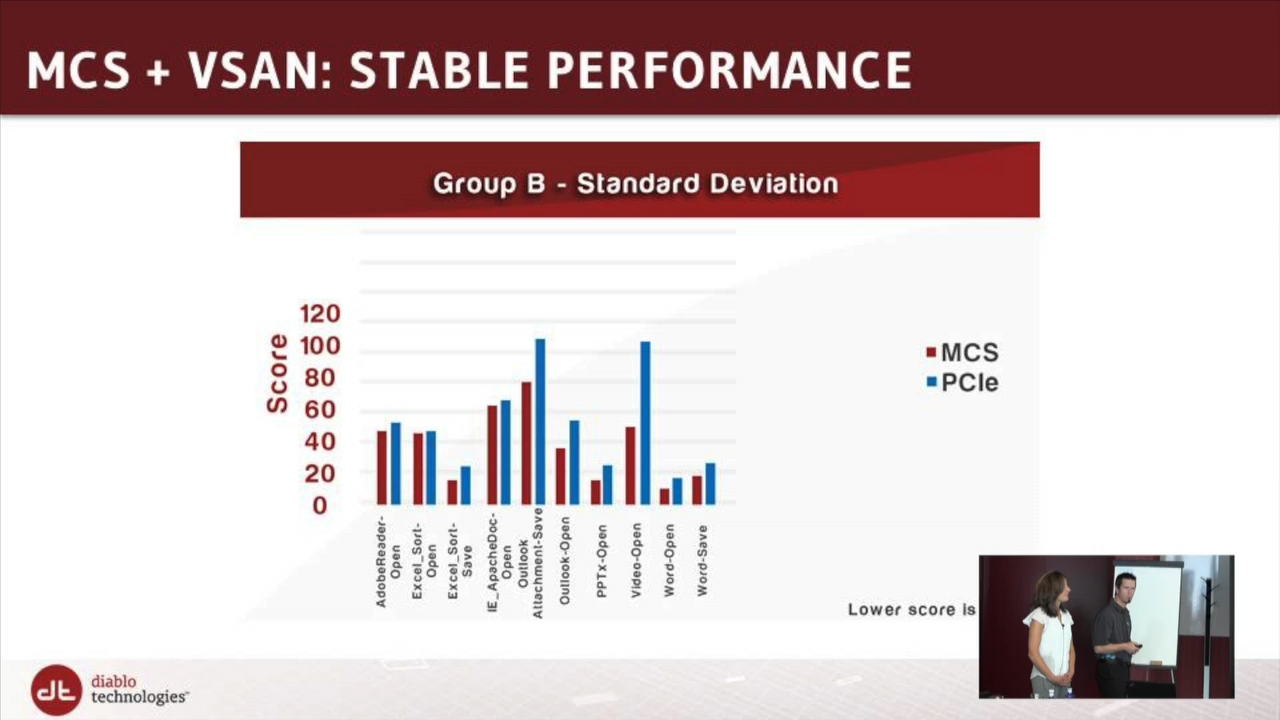 MCS + VSAN: STABLE PERFORMANCE
Group B - Standard Deviation
Score
120
100
80
60
40
20
0
AdobeReader-
Open
Excel_Sort-
Open
Excel_Sort-
Save
IE_ApacheDoc-
Open
Outlook
Attachment-Save
Outlook-Open
PPTx-Open
Video-Open
Word-Open
Word-Save
MCS
PCIe
Lower score is
dt
diablo
technologies™